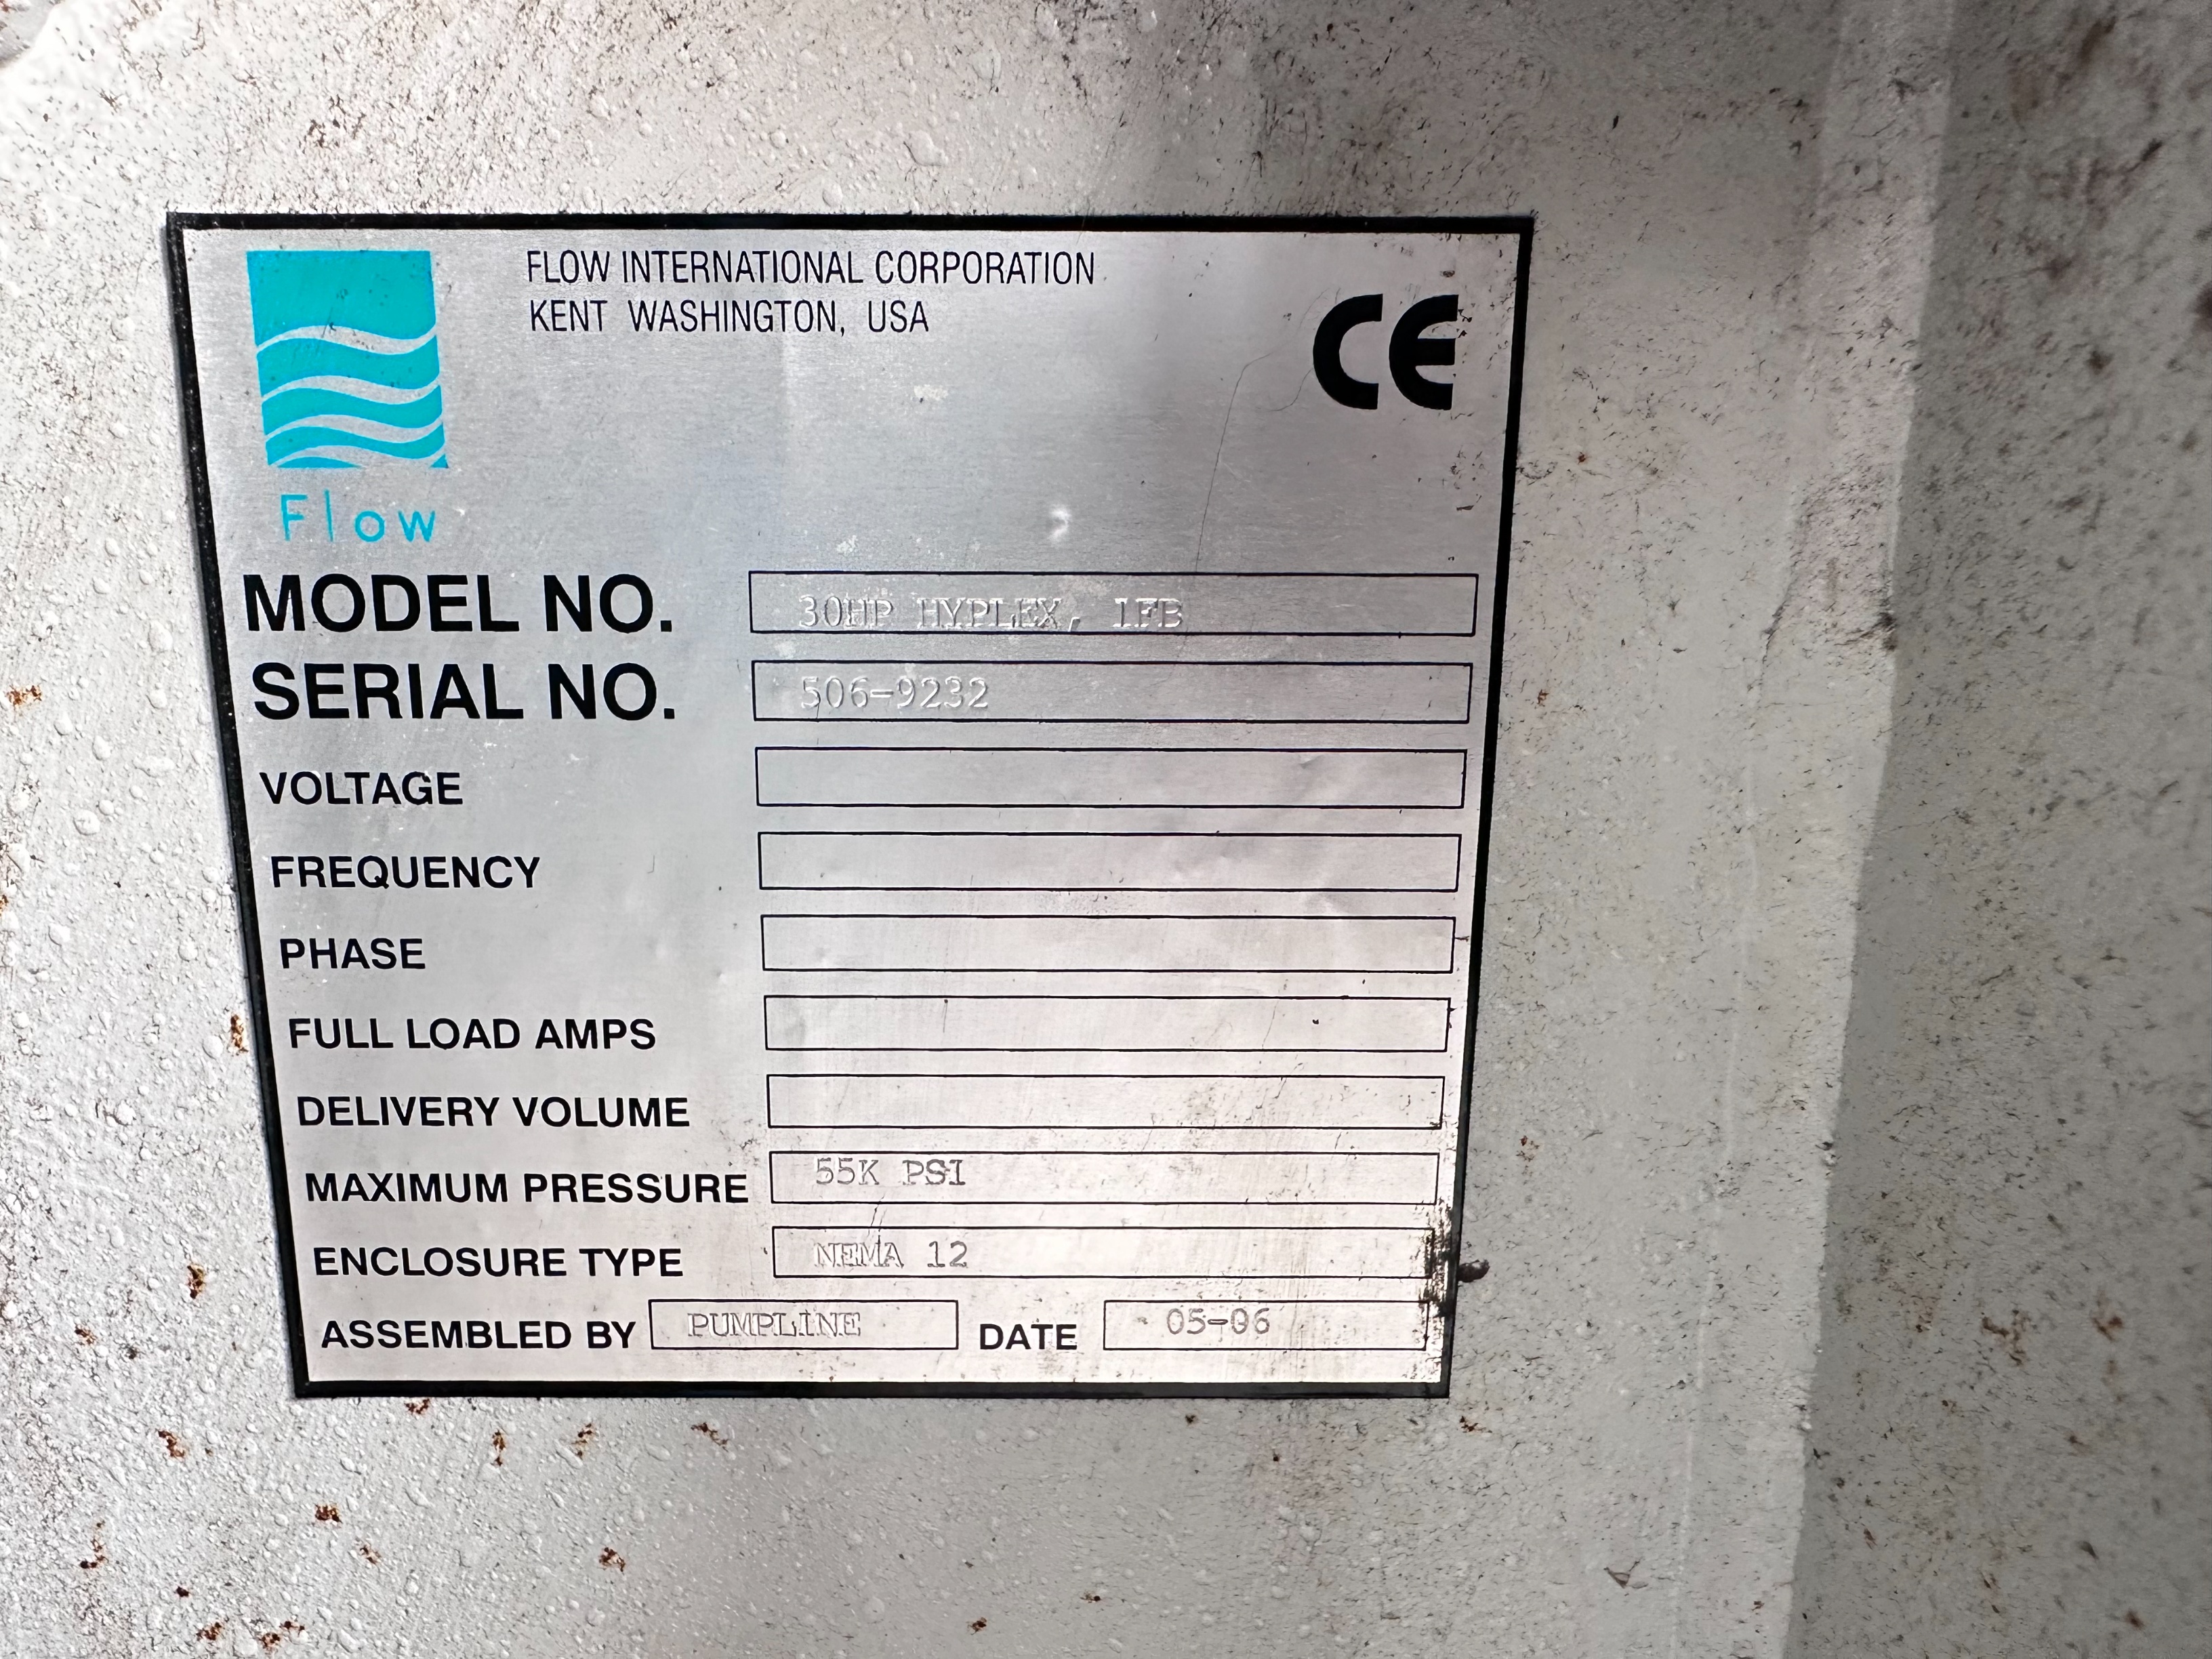 FLOW INTERNATIONAL CORPORATION
KENT WASHINGTON, USA
CE
Flow
MODEL NO. 30HP HYPLEX, 1FB
SERIAL NO. 506-9232
VOLTAGE
FREQUENCY
PHASE
FULL LOAD AMPS
DELIVERY VOLUME
MAXIMUM PRESSURE 55K PSI
ENCLOSURE TYPE NEMA 12
ASSEMBLED BY PUMPLINE DATE 05-06